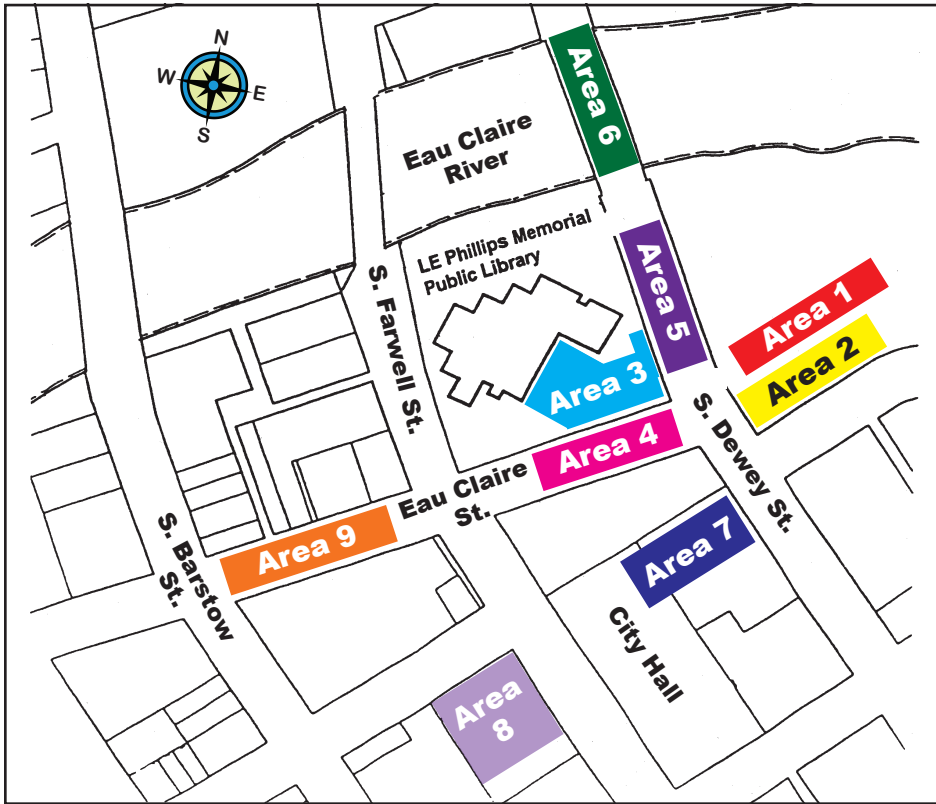 N
W
E
S
Area 6
Eau Claire
River
LE Phillips Memorial
Public Library
Area 5
Area 1
Area 2
S. Farwell St.
Area 3
Area 4
S. Dewey St.
Eau Claire
St.
Area 9
Area 7
S. Barstow
St.
City Hall
Area
8